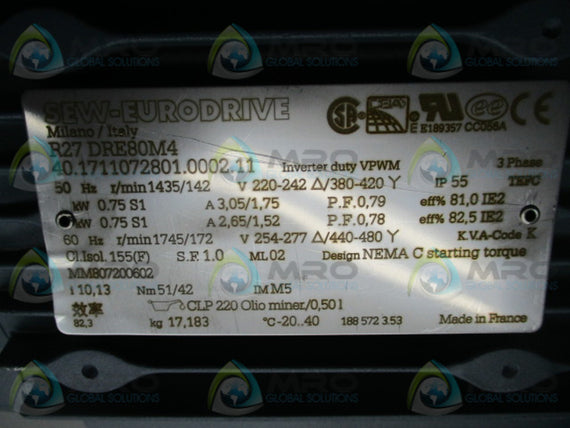 SEW-EURODRIVE
Milano / Italy
R27 DRE80M4
40.1711072801.0002.11 Inverter duty VPWM 3 Phase
E189357 CC056A
50 Hz r/min 1435/142 V 220-242 Δ/380-420 Y IP 55 TEFC
kW 0.75 S1 A 3,05/1,75 P.F. 0,79 eff% 81,0 IE2
kW 0.75 S1 A 2,65/1,52 P.F. 0,78 eff% 82,5 IE2
60 Hz r/min 1745/172 V 254-277 Δ/440-480 Y K.V.A-Code K
Cl.Isol. 155(F) S.F. 1.0 ML 02 Design NEMA C starting torque
MM807200602
i 10,13 Nm 51/42 IM M5
效率 CLP 220 Olio miner./0,50 l
82,3 kg 17,183 °C -20..40 188 572 3.53 Made in France
MRO
GLOBAL SOLUTIONS